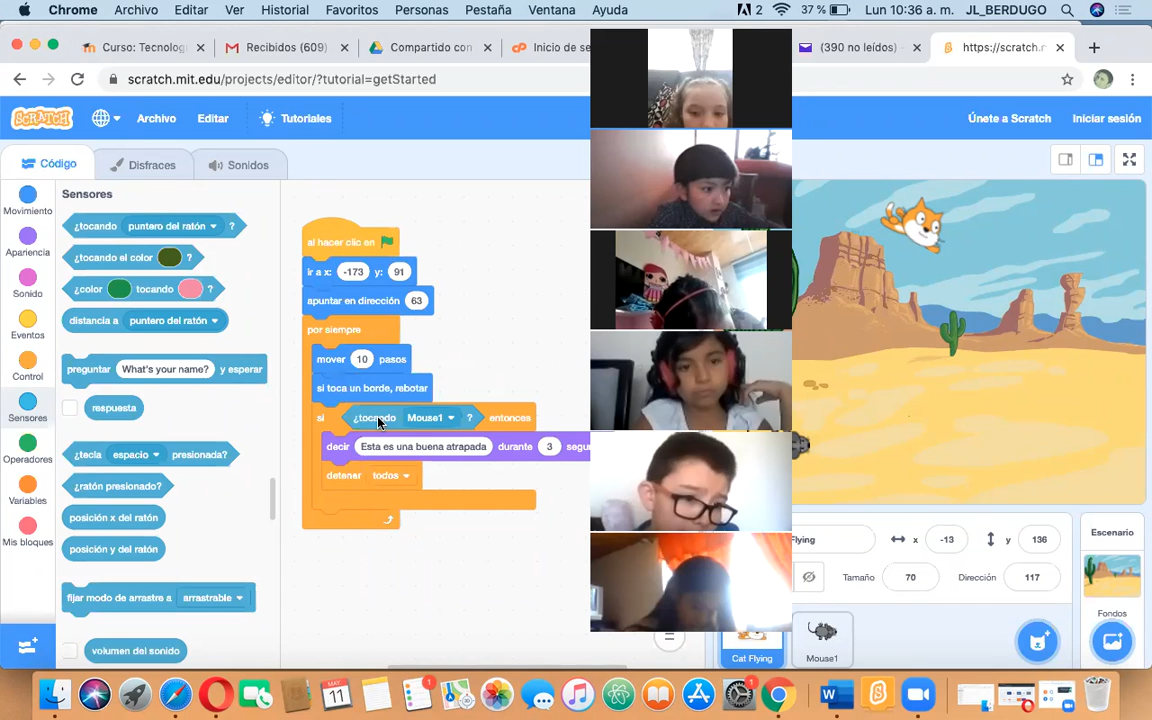 Chrome Archivo Editar Ver Historial Favoritos Personas Pestaña Ventana Ayuda 2 37 % Lun 10:36 a. m. JL_BERDUGO
Curso: Tecnolog Recibidos (609) Compartido con Inicio de se (390 no leídos) https://scratch.m
scratch.mit.edu/projects/editor/?tutorial=getStarted
SCRATCH Archivo Editar Tutoriales Únete a Scratch Iniciar sesión
Código Disfraces Sonidos
Movimiento
Apariencia
Sonido
Eventos
Control
Sensores
Operadores
Variables
Mis bloques
Sensores
¿tocando puntero del ratón ?
¿tocando el color ?
¿color tocando ?
distancia a puntero del ratón
preguntar What's your name? y esperar
respuesta
¿tecla espacio presionada?
¿ratón presionado?
posición x del ratón
posición y del ratón
fijar modo de arrastre a arrastrable
volumen del sonido
al hacer clic en
ir a x: -173 y: 91
apuntar en dirección 63
por siempre
mover 10 pasos
si toca un borde, rebotar
si ¿tocando Mouse1 ? entonces
decir Esta es una buena atrapada durante 3 segu
detener todos
Flying x -13 y 136
Tamaño 70 Dirección 117
Cat Flying
Mouse1
Escenario
Fondos
MAY. 11 1 1